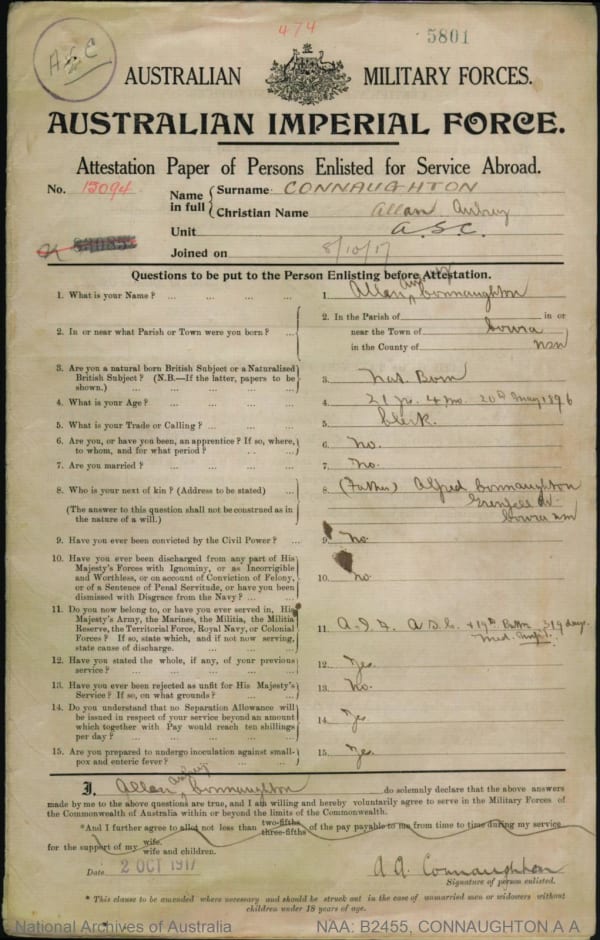 474
5801
A S C
AUSTRALIAN MILITARY FORCES.
AUSTRALIAN IMPERIAL FORCE.
Attestation Paper of Persons Enlisted for Service Abroad.
No. 13094
Name in full { Surname CONNAUGHTON
Christian Name Allan Aubrey
Unit A.S.C.
Joined on 8/10/17
Questions to be put to the Person Enlisting before Attestation.
1. What is your Name ? ... ... ... ... 1. Allan Aubrey Connaughton
2. In or near what Parish or Town were you born ? ... 2. In the Parish of in or
near the Town of Cowra
in the County of NSW
3. Are you a natural born British Subject or a Naturalized
British Subject ? (N.B.—If the latter, papers to be
shown.) ... ... ... ... 3. Nat. Born
4. What is your Age ? ... ... ... ... 4. 21 yrs. 4 mo. 20th May 1896
5. What is your Trade or Calling ? ... ... ... 5. Clerk.
6. Are you, or have you been, an apprentice ? If so, where,
to whom, and for what period ? ... ... ... 6. No.
7. Are you married ? ... ... ... ... 7. No.
8. Who is your next of kin ? (Address to be stated) ... 8. (Father) Alfred Connaughton
Grenfell Rd
(The answer to this question shall not be construed as in
the nature of a will.)
Cowra NSW
9. Have you ever been convicted by the Civil Power ? ... 9. No.
10. Have you ever been discharged from any part of His
Majesty's Forces with Ignominy, or as Incorrigible
and Worthless, or on account of Conviction of Felony,
or of a Sentence of Penal Servitude, or have you been
dismissed with Disgrace from the Navy ? ... ... 10. No
11. Do you now belong to, or have you ever served in, His
Majesty's Army, the Marines, the Militia, the Militia
Reserve, the Territorial Force, Royal Navy, or Colonial
Forces ? If so, state which, and if not now serving,
state cause of discharge. ... ... ... 11. A.I.F. A.S.C. & 19th Battn 319 days.
Med. Unfit.
12. Have you stated the whole, if any, of your previous
service ? ... ... ... ... 12. Yes
13. Have you ever been rejected as unfit for His Majesty's
Service ? If so, on what grounds ? ... ... 13. No.
14. Do you understand that no Separation Allowance will
be issued in respect of your service beyond an amount
which together with Pay would reach ten shillings
per day ? ... ... ... ... 14. Yes
15. Are you prepared to undergo inoculation against small-
pox and enteric fever ? ... ... ... 15. Yes.
I, Allan Aubrey Connaughton do solemnly declare that the above answers
made by me to the above questions are true, and I am willing and hereby voluntarily agree to serve in the Military Forces of
the Commonwealth of Australia within or beyond the limits of the Commonwealth.
*And I further agree to allot not less than two-fifths three-fifths of the pay payable to me from time to time during my service
for the support of my wife. wife and children.
Date 2 OCT 1917
A A Connaughton
Signature of person enlisted.
* This clause to be amended where necessary and should be struck out in the case of unmarried men or widowers without
children under 18 years of age.
National Archives of Australia
NAA: B2455, CONNAUGHTON A A